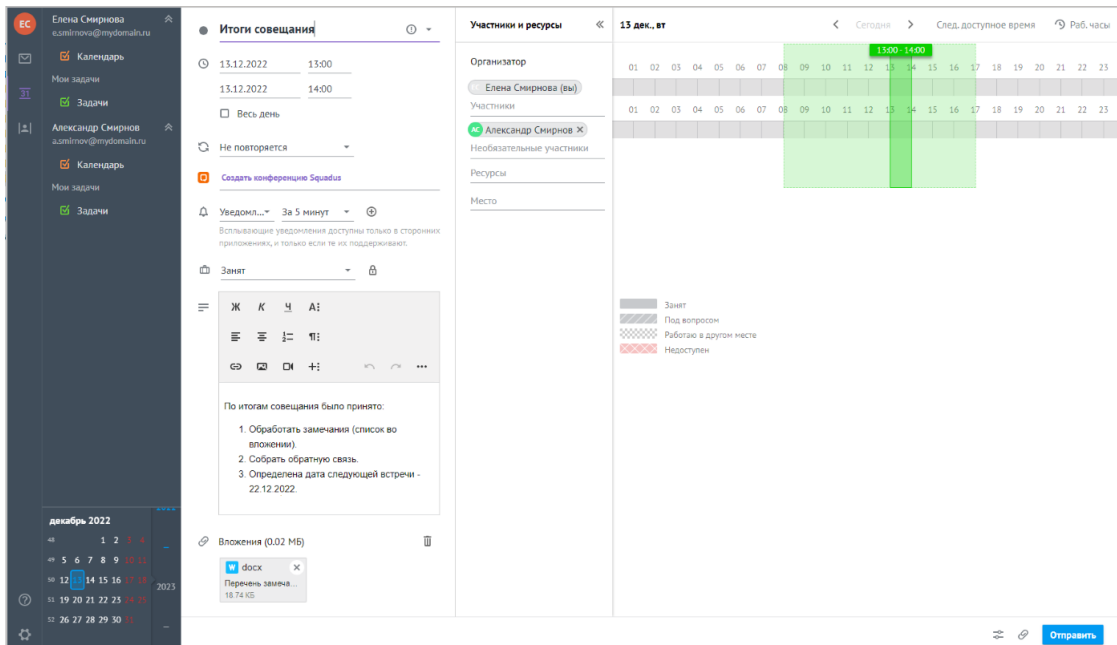 ЕС
Елена Смирнова
e.smirnova@mydomain.ru
Календарь
Мои задачи
31
Задачи
Александр Смирнов
a.smirnov@mydomain.ru
Календарь
Мои задачи
Задачи
декабрь 2022
48 1 2 3 4
49 5 6 7 8 9 10 11
50 12 13 14 15 16 17 18
51 19 20 21 22 23 24 25
52 26 27 28 29 30 31
2023
Итоги совещания
13.12.2022 13:00
13.12.2022 14:00
Весь день
Не повторяется
Создать конференцию Squadus
Уведомл... За 5 минут
Всплывающие уведомления доступны только в сторонних
приложениях, и только если те их поддерживают.
Занят
Ж К Ч А
По итогам совещания было принято:
1. Обработать замечания (список во
вложении).
2. Собрать обратную связь.
3. Определена дата следующей встречи -
22.12.2022.
Вложения (0.02 МБ)
W docx
Перечень замеча...
18.74 КБ
Участники и ресурсы
Организатор
ЕС Елена Смирнова (вы)
Участники
АС Александр Смирнов
Необязательные участники
Ресурсы
Место
13 дек., вт Сегодня След. доступное время Раб. часы
13:00 - 14:00
01 02 03 04 05 06 07 08 09 10 11 12 13 14 15 16 17 18 19 20 21 22 23
01 02 03 04 05 06 07 08 09 10 11 12 13 14 15 16 17 18 19 20 21 22 23
Занят
Под вопросом
Работаю в другом месте
Недоступен
Отправить